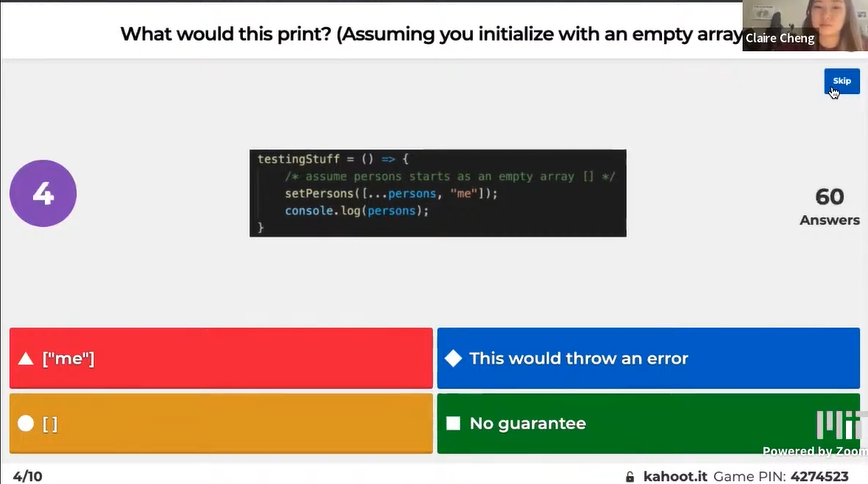 What would this print? (Assuming you initialize with an empty array
Claire Cheng
Skip
4
testingStuff = () => {
/* assume persons starts as an empty array [] */
setPersons([...persons, "me"]);
console.log(persons);
}
60
Answers
["me"]
This would throw an error
[ ]
No guarantee
MIT
Powered by Zoom
4/10
kahoot.it Game PIN: 4274523